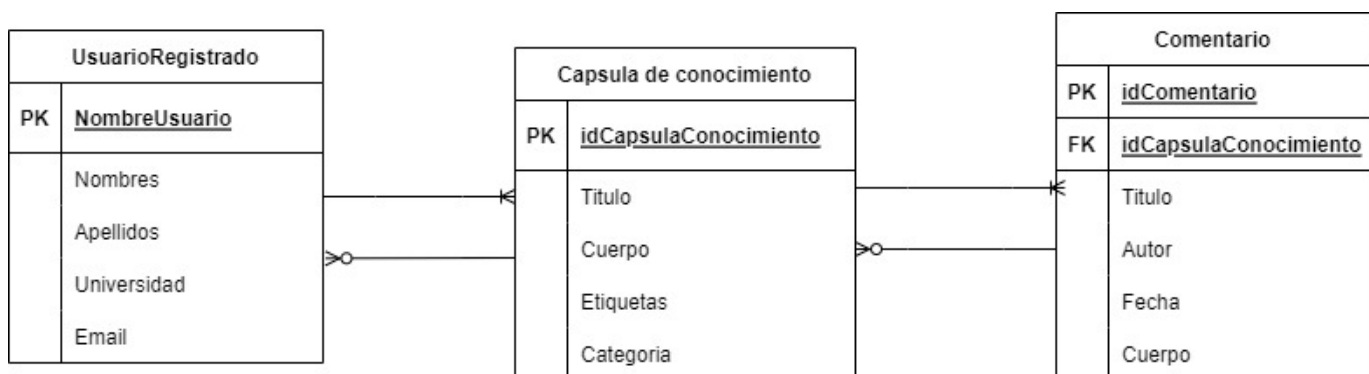 UsuarioRegistrado
PK NombreUsuario
Nombres
Apellidos
Universidad
Email
Capsula de conocimiento
PK idCapsulaConocimiento
Titulo
Cuerpo
Etiquetas
Categoria
Comentario
PK idComentario
FK idCapsulaConocimiento
Titulo
Autor
Fecha
Cuerpo